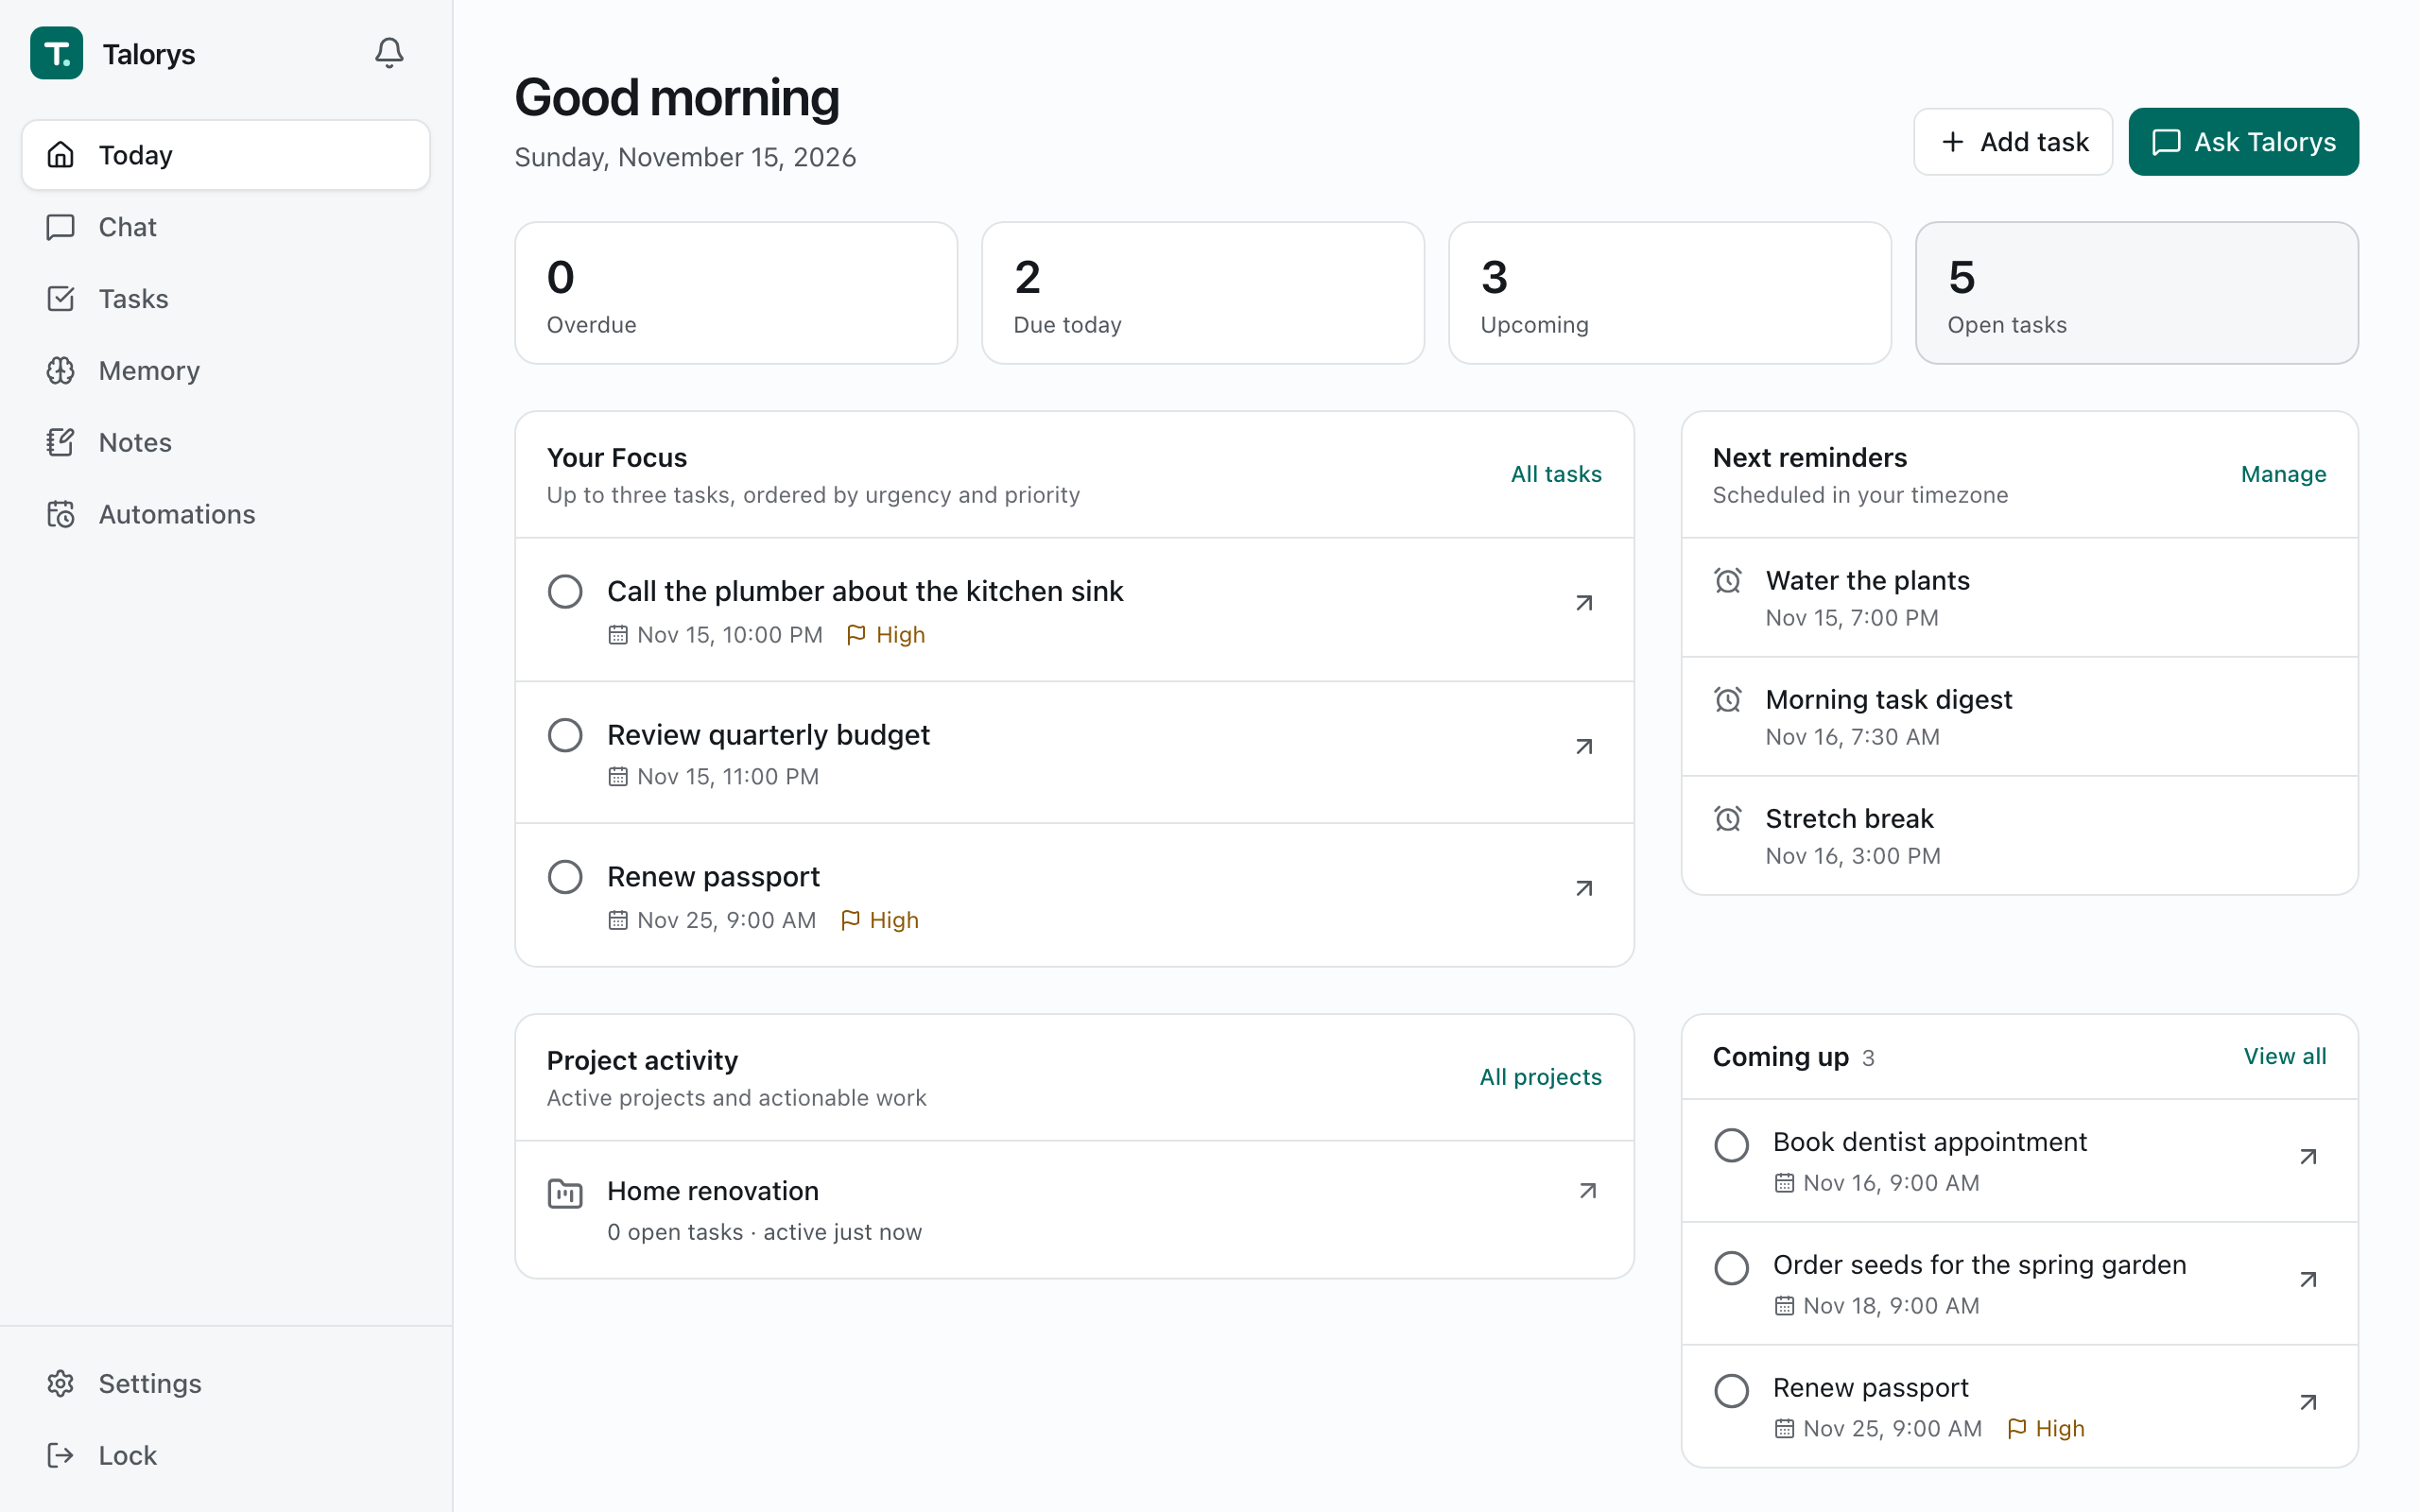 T.
Talorys
Today
Chat
Tasks
Memory
Notes
Automations
Settings
Lock
Good morning
Sunday, November 15, 2026
Add task
Ask Talorys
0
Overdue
2
Due today
3
Upcoming
5
Open tasks
Your Focus
Up to three tasks, ordered by urgency and priority
All tasks
Call the plumber about the kitchen sink
Nov 15, 10:00 PM High
Review quarterly budget
Nov 15, 11:00 PM
Renew passport
Nov 25, 9:00 AM High
Next reminders
Scheduled in your timezone
Manage
Water the plants
Nov 15, 7:00 PM
Morning task digest
Nov 16, 7:30 AM
Stretch break
Nov 16, 3:00 PM
Project activity
Active projects and actionable work
All projects
Home renovation
0 open tasks · active just now
Coming up 3
View all
Book dentist appointment
Nov 16, 9:00 AM
Order seeds for the spring garden
Nov 18, 9:00 AM
Renew passport
Nov 25, 9:00 AM High